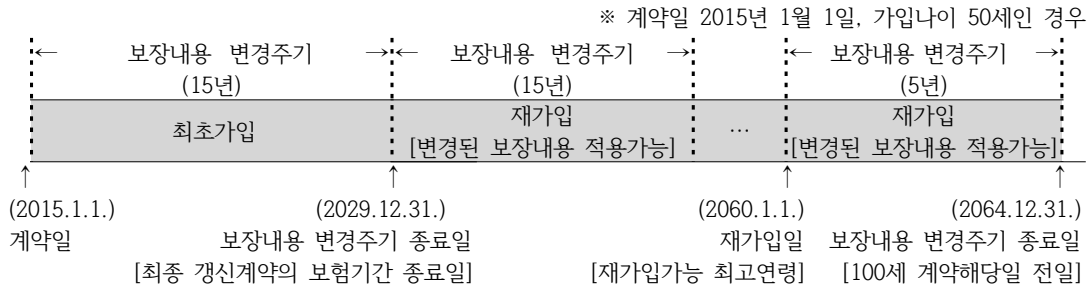 ※ 계약일 2015년 1월 1일, 가입나이 50세인 경우
← 보장내용 변경주기 → ← 보장내용 변경주기 → ← 보장내용 변경주기 →
(15년) (15년) (5년)
최초가입 재가입 … 재가입
[변경된 보장내용 적용가능] [변경된 보장내용 적용가능]
↑ ↑ ↑ ↑
(2015.1.1.) (2029.12.31.) (2060.1.1.) (2064.12.31.)
계약일 보장내용 변경주기 종료일 재가입일 보장내용 변경주기 종료일
[최종 갱신계약의 보험기간 종료일] [재가입가능 최고연령] [100세 계약해당일 전일]